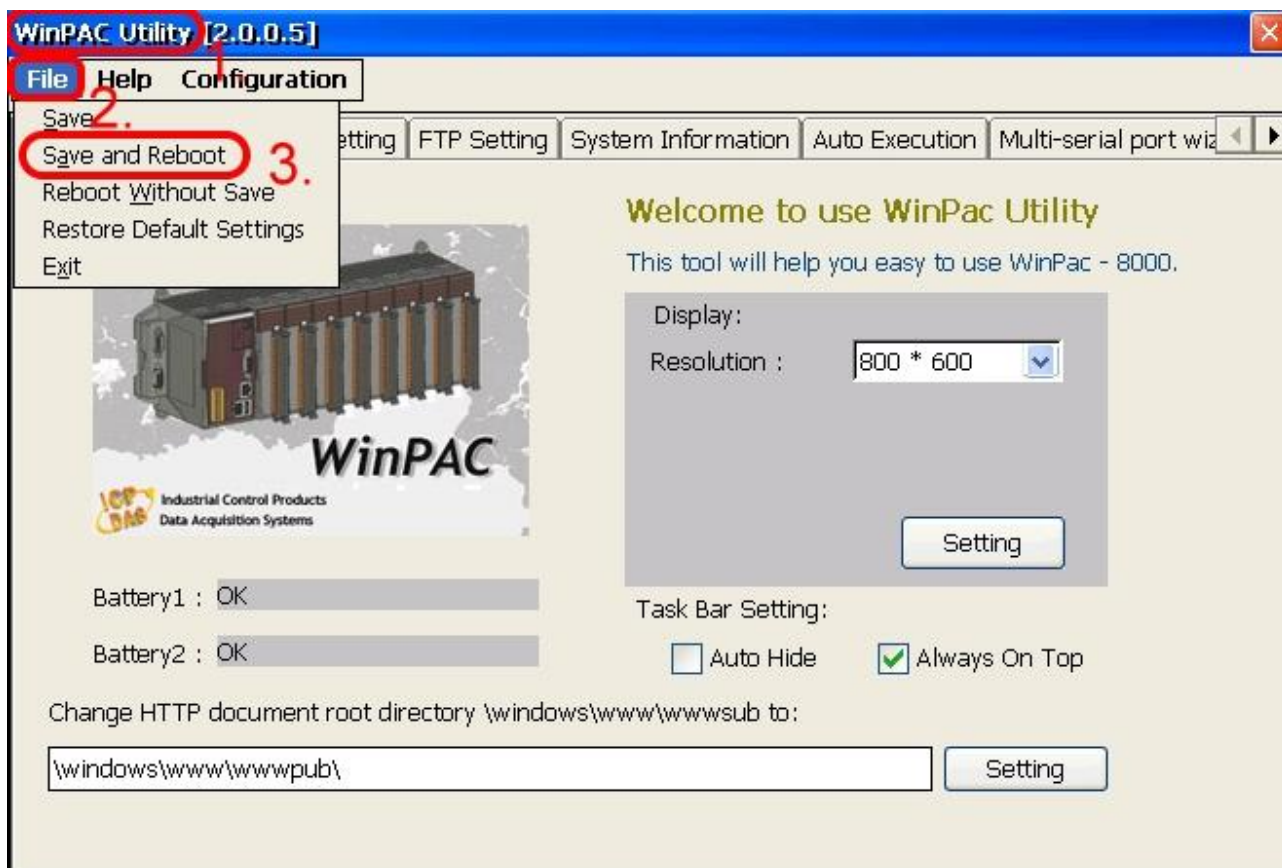 WinPAC Utility [2.0.0.5]
1
File Help Configuration
2.
Save
Save and Reboot
3.
Reboot Without Save
Restore Default Settings
Exit
etting FTP Setting System Information Auto Execution Multi-serial port wiz
Welcome to use WinPac Utility
This tool will help you easy to use WinPac - 8000.
Display:
Resolution : 800 * 600
Setting
WinPAC
ICP DAS
Industrial Control Products
Data Acquisition Systems
Battery1 : OK
Battery2 : OK
Task Bar Setting:
Auto Hide Always On Top
Change HTTP document root directory \windows\www\wwwsub to:
\windows\www\wwwpub\ Setting